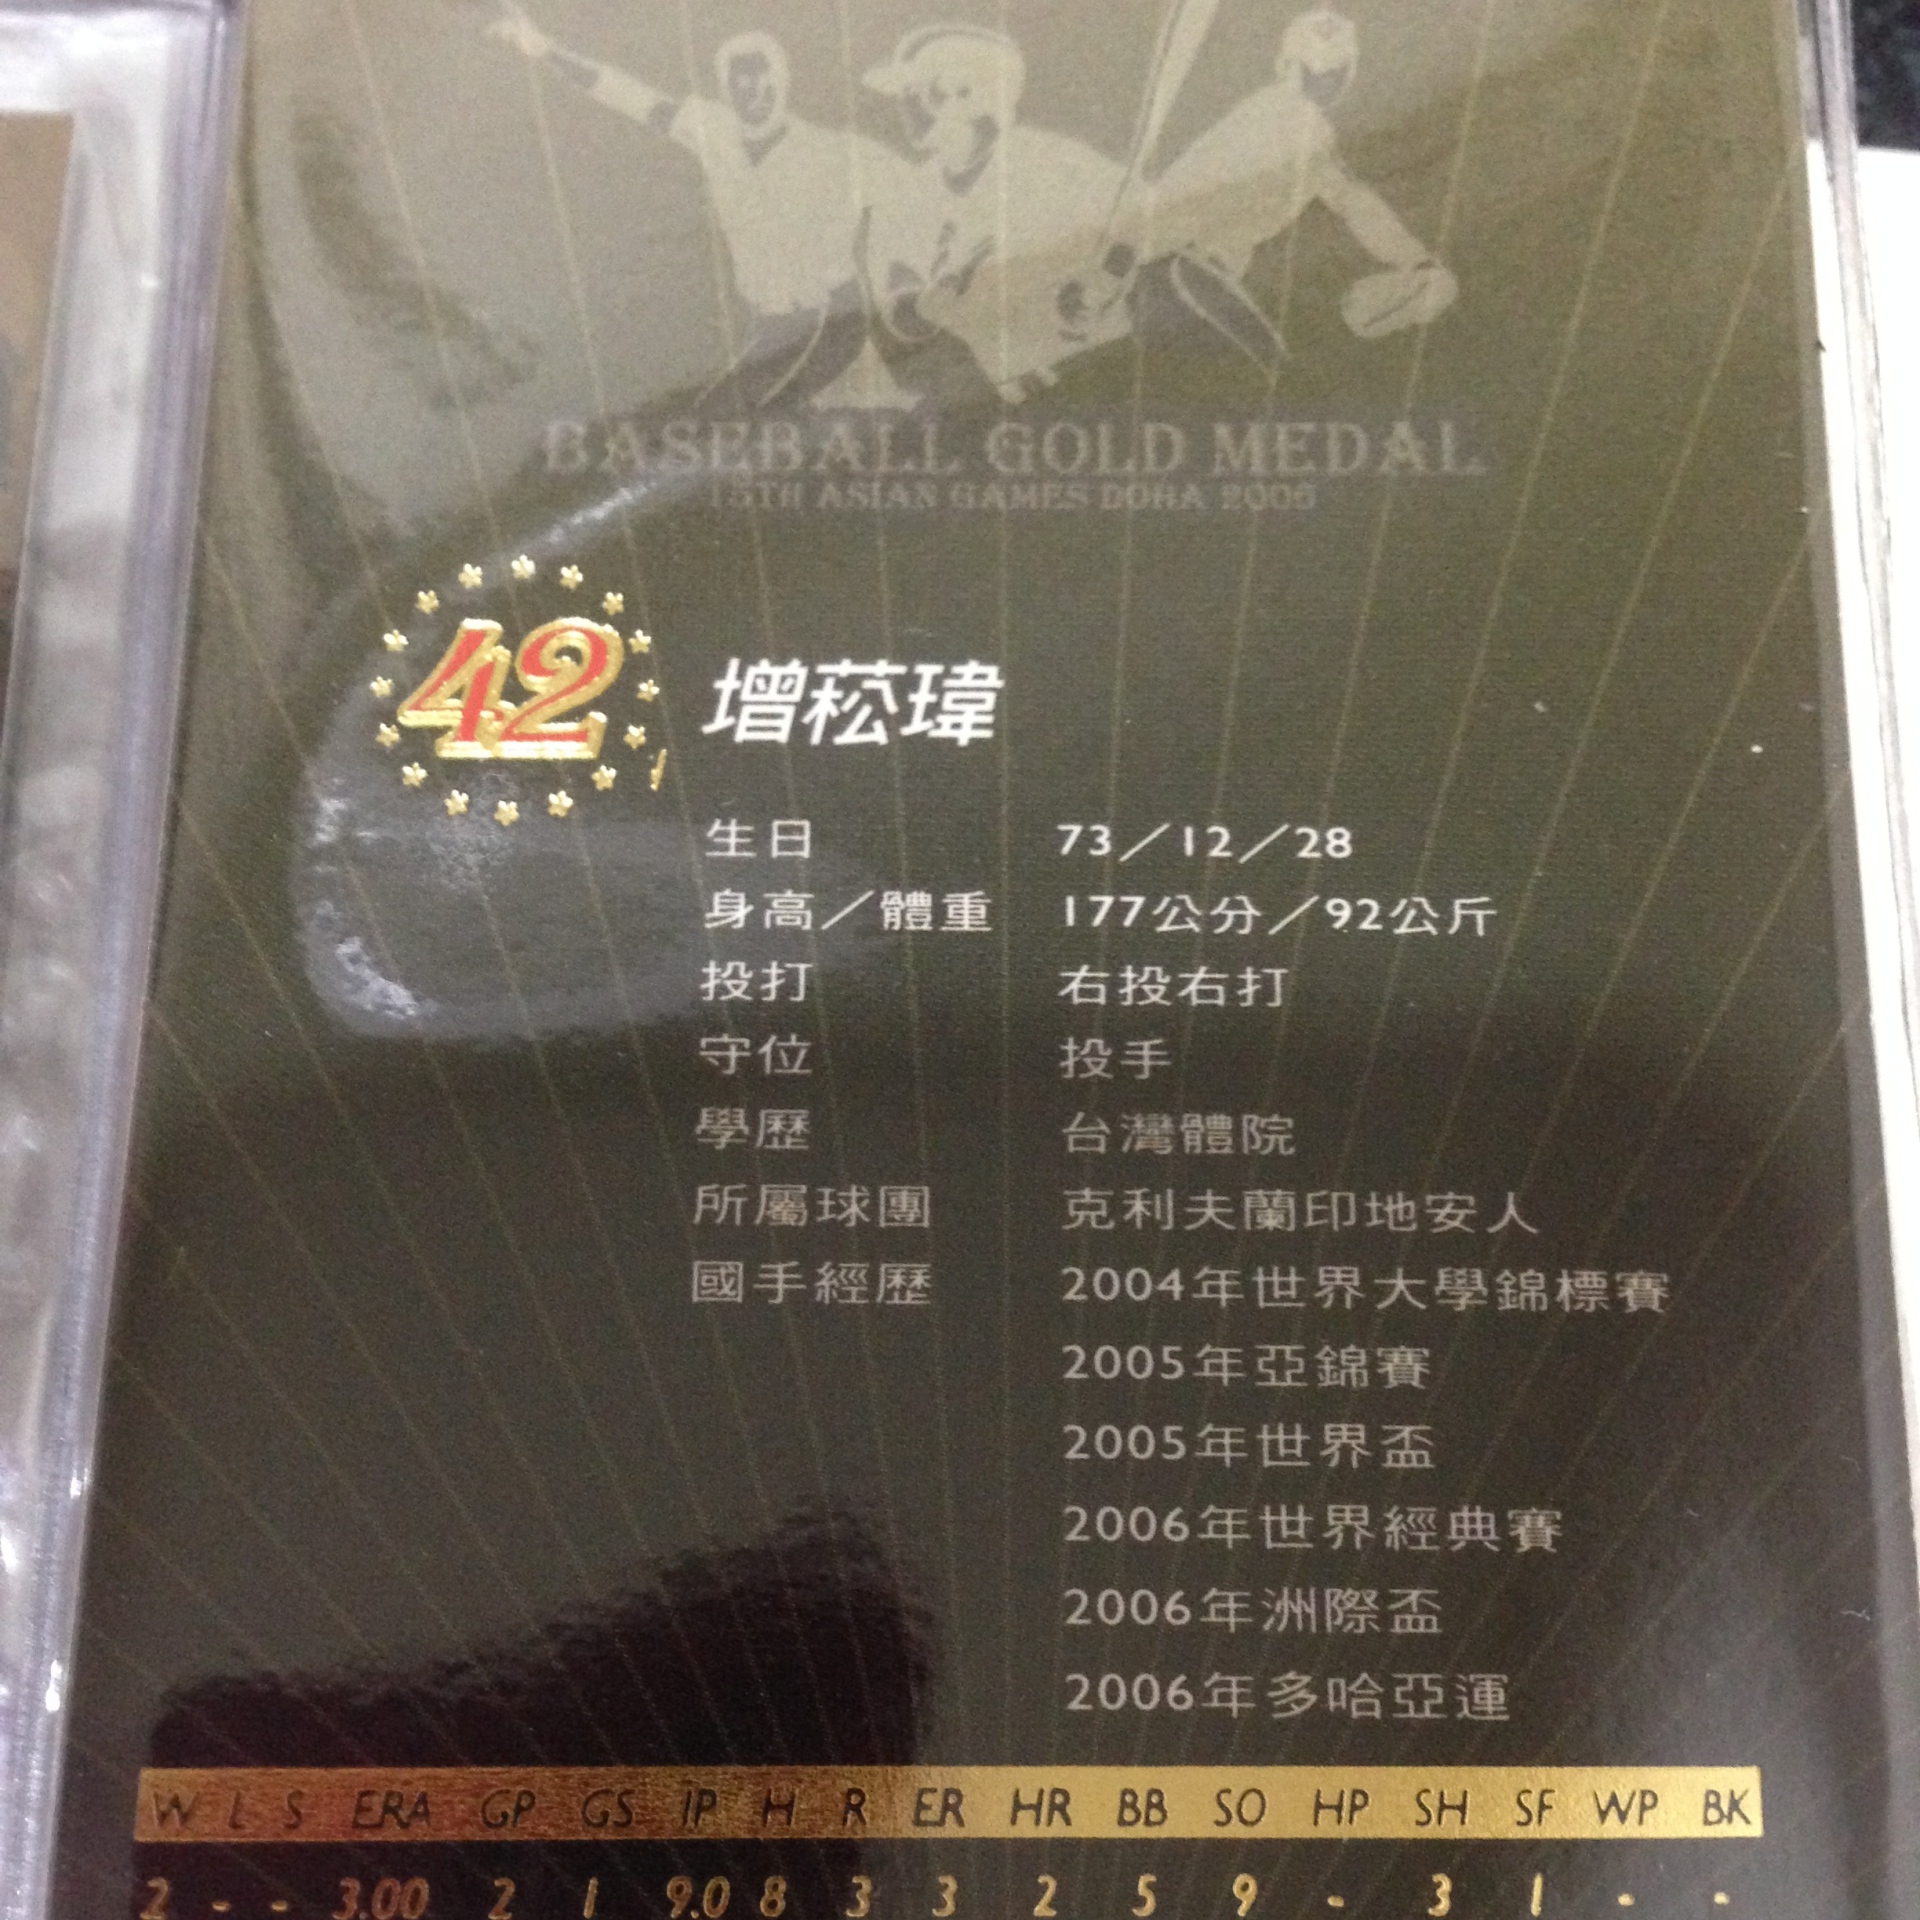 BASEBALL GOLD MEDAL
15TH ASIAN GAMES DOHA 2006
42 增菘瑋
生日 73／12／28
身高／體重 177公分／92公斤
投打 右投右打
守位 投手
學歷 台灣體院
所屬球團 克利夫蘭印地安人
國手經歷 2004年世界大學錦標賽
2005年亞錦賽
2005年世界盃
2006年世界經典賽
2006年洲際盃
2006年多哈亞運
W L S ERA GP GS IP H R ER HR BB SO HP SH SF WP BK
2 - - 3.00 2 1 9.0 8 3 3 2 5 9 - 3 1 - -